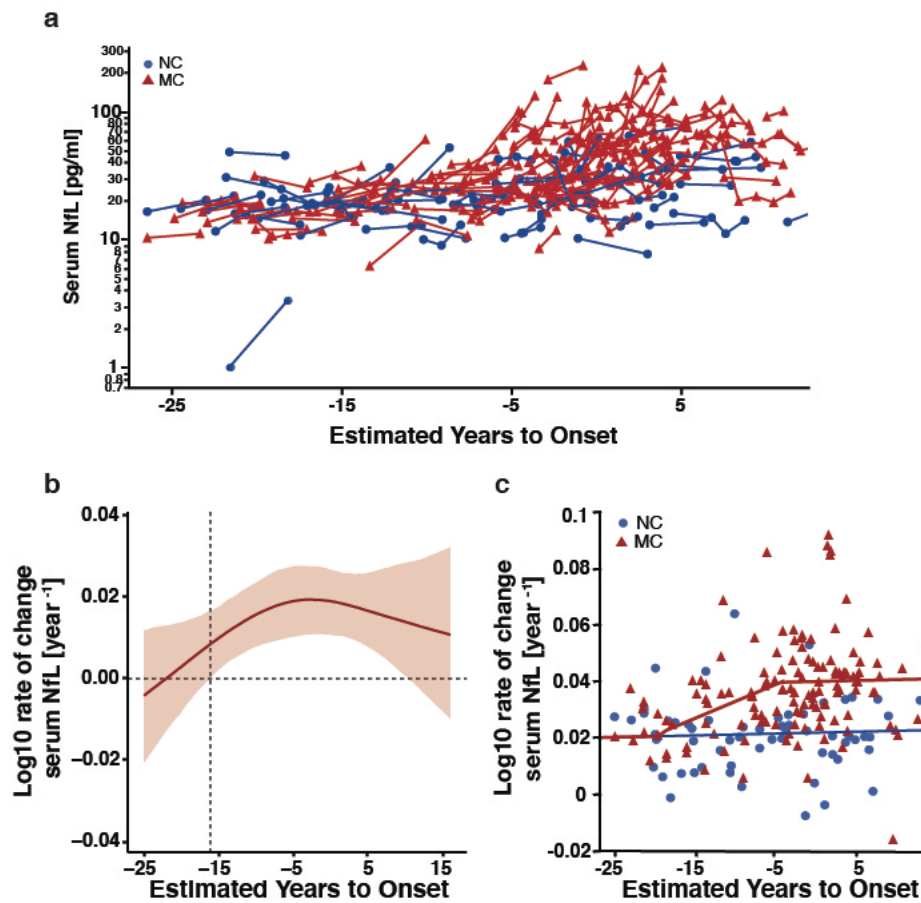 a
NC
MC
300
200
100
80
60
50
40
30
20
10
8
7
6
5
4
3
2
1
0.8
0.7
Serum NfL [pg/ml]
-25 -15 -5 5
Estimated Years to Onset
b
0.04
0.02
0.00
−0.02
−0.04
Log10 rate of change
serum NfL [year⁻¹]
−25 −15 −5 5 15
Estimated Years to Onset
c
NC
MC
0.1
0.08
0.06
0.04
0.02
0
-0.02
Log10 rate of change
serum NfL [year⁻¹]
-25 -15 -5 5
Estimated Years to Onset